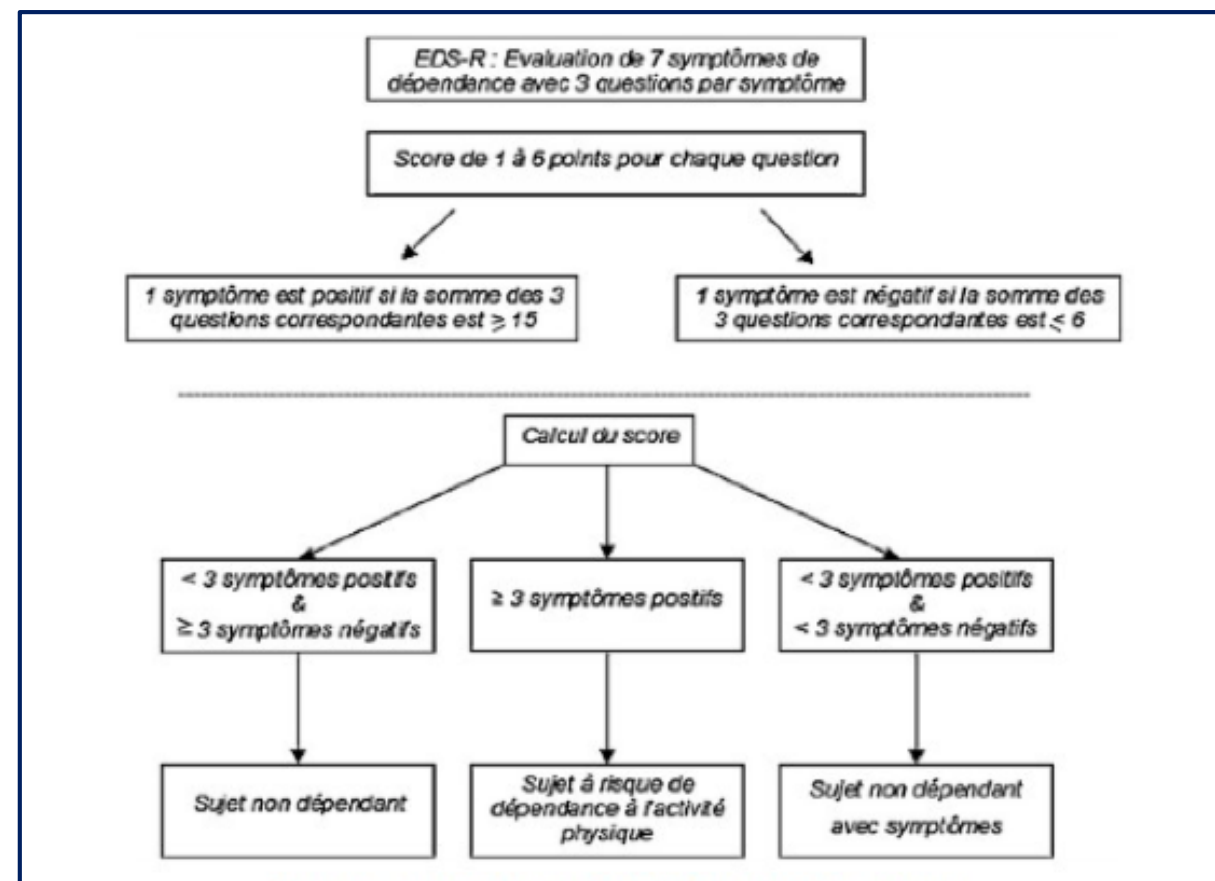 EDS-R : Evaluation de 7 symptômes de
dépendance avec 3 questions par symptôme
Score de 1 à 6 points pour chaque question
1 symptôme est positif si la somme des 3
questions correspondantes est ≥ 15
1 symptôme est négatif si la somme des
3 questions correspondantes est ≤ 6
Calcul du score
< 3 symptômes positifs
&
≥ 3 symptômes négatifs
≥ 3 symptômes positifs
< 3 symptômes positifs
&
< 3 symptômes négatifs
Sujet non dépendant
Sujet à risque de
dépendance à l'activité
physique
Sujet non dépendant
avec symptômes